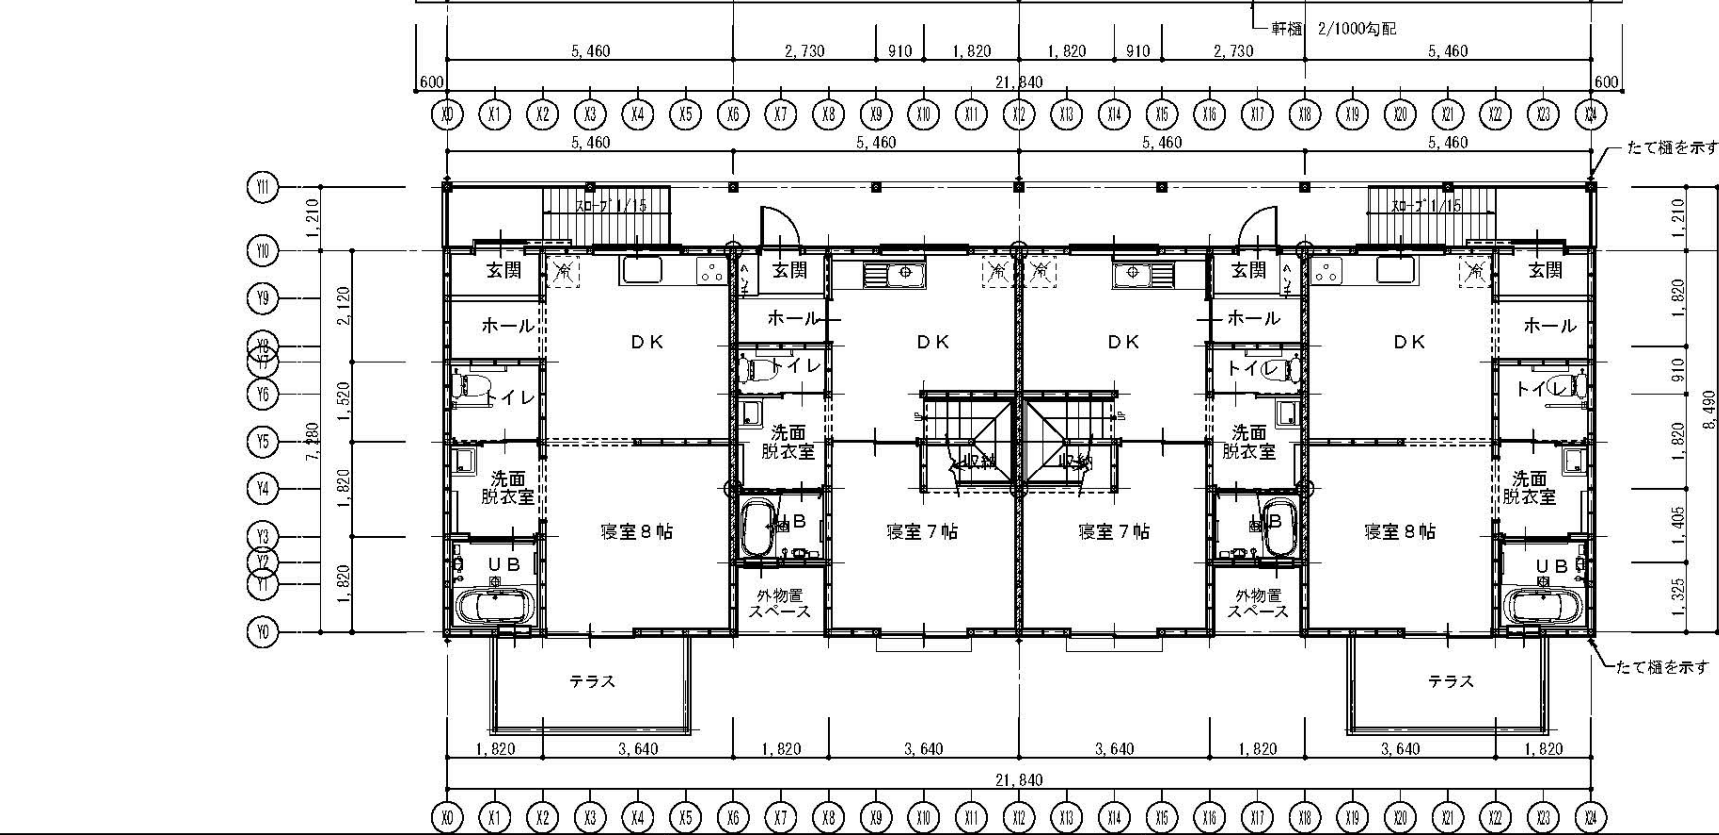 軒樋 2/1000勾配
5,460 2,730 910 1,820 1,820 910 2,730 5,460
600 21,840 600
X0 X1 X2 X3 X4 X5 X6 X7 X8 X9 X10 X11 X12 X13 X14 X15 X16 X17 X18 X19 X20 X21 X22 X23 X24
5,460 5,460 5,460 5,460
たて樋を示す
Y11
1,210
スロープ 1/15 スロープ 1/15
1,210
Y10
玄関 冷 玄関 冷 冷 玄関 冷 玄関
ベンチ ベンチ
Y9
2,120
1,820
ホール ホール ホール ホール
DK DK DK DK
Y8
Y7
トイレ トイレ トイレ トイレ
Y6
910
1,520
UP UP
8,490
7,280
Y5
1,820
洗面 洗面
脱衣室 脱衣室
収納 収納
洗面 洗面
脱衣室 脱衣室
Y4
1,820
寝室8帖 UB 寝室7帖 寝室7帖 UB 寝室8帖
1,405
Y3
UB UB
Y2
Y1
1,820
1,325
外物置 外物置
スペース スペース
Y0
たて樋を示す
テラス テラス
1,820 3,640 1,820 3,640 3,640 1,820 3,640 1,820
21,840
X0 X1 X2 X3 X4 X5 X6 X7 X8 X9 X10 X11 X12 X13 X14 X15 X16 X17 X18 X19 X20 X21 X22 X23 X24